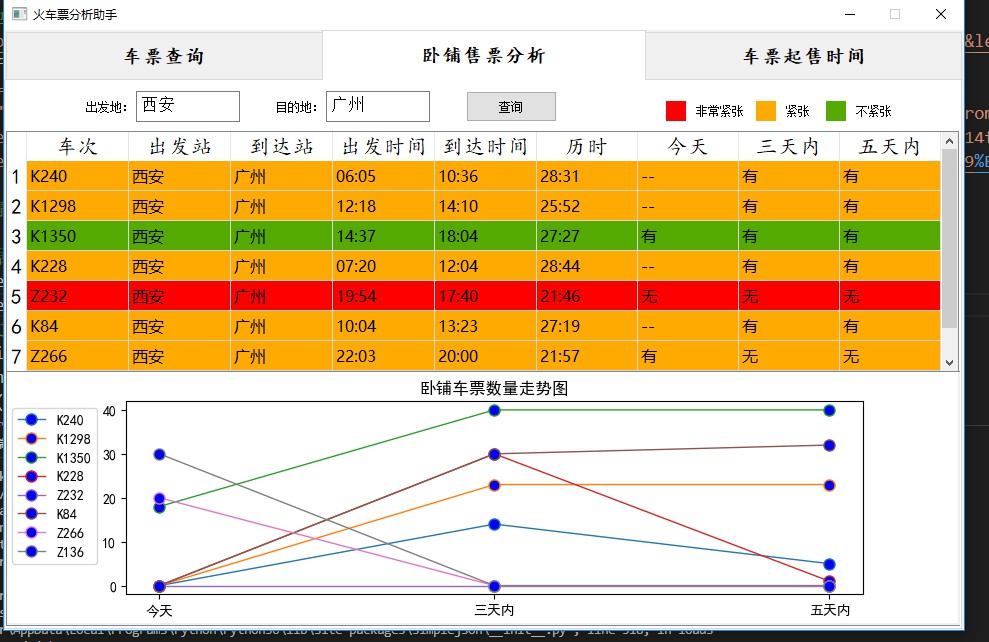 火车票分析助手
车票查询 卧铺售票分析 车票起售时间
出发地: 西安 目的地: 广州 查询 非常紧张 紧张 不紧张
车次 出发站 到达站 出发时间 到达时间 历时 今天 三天内 五天内
1 K240 西安 广州 06:05 10:36 28:31 -- 有 有
2 K1298 西安 广州 12:18 14:10 25:52 -- 有 有
3 K1350 西安 广州 14:37 18:04 27:27 有 有 有
4 K228 西安 广州 07:20 12:04 28:44 -- 有 有
5 Z232 西安 广州 19:54 17:40 21:46 无 无 无
6 K84 西安 广州 10:04 13:23 27:19 -- 有 有
7 Z266 西安 广州 22:03 20:00 21:57 有 无 无
卧铺车票数量走势图
K240
K1298
K1350
K228
Z232
K84
Z266
Z136
40
30
20
10
0
今天 三天内 五天内
&le
rom